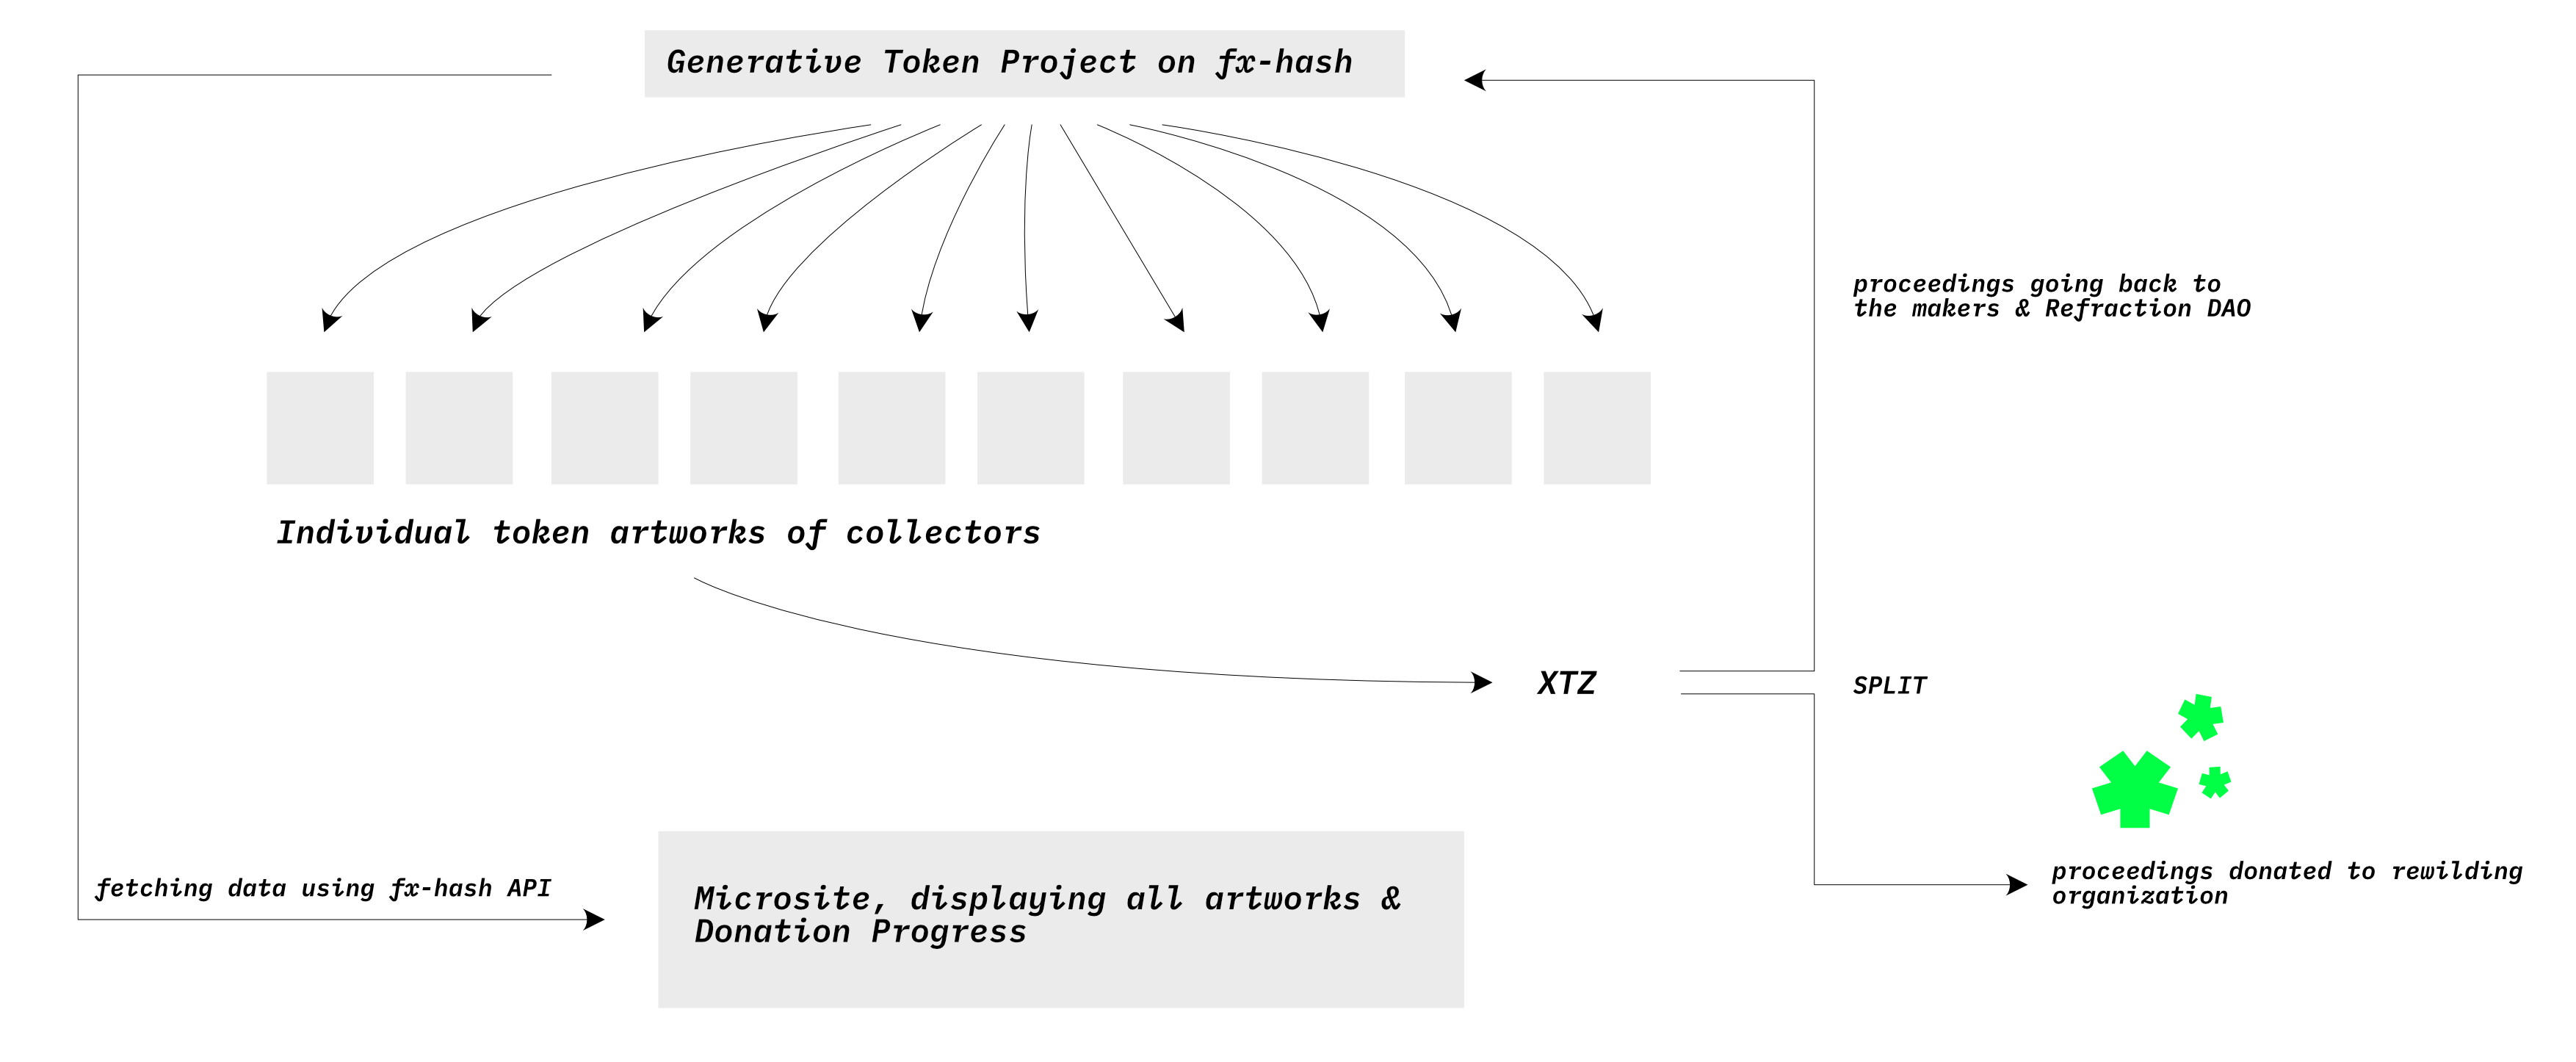 Generative Token Project on fx-hash
proceedings going back to
the makers & Refraction DAO
Individual token artworks of collectors
XTZ
SPLIT
fetching data using fx-hash API
Microsite, displaying all artworks &
Donation Progress
proceedings donated to rewilding
organization